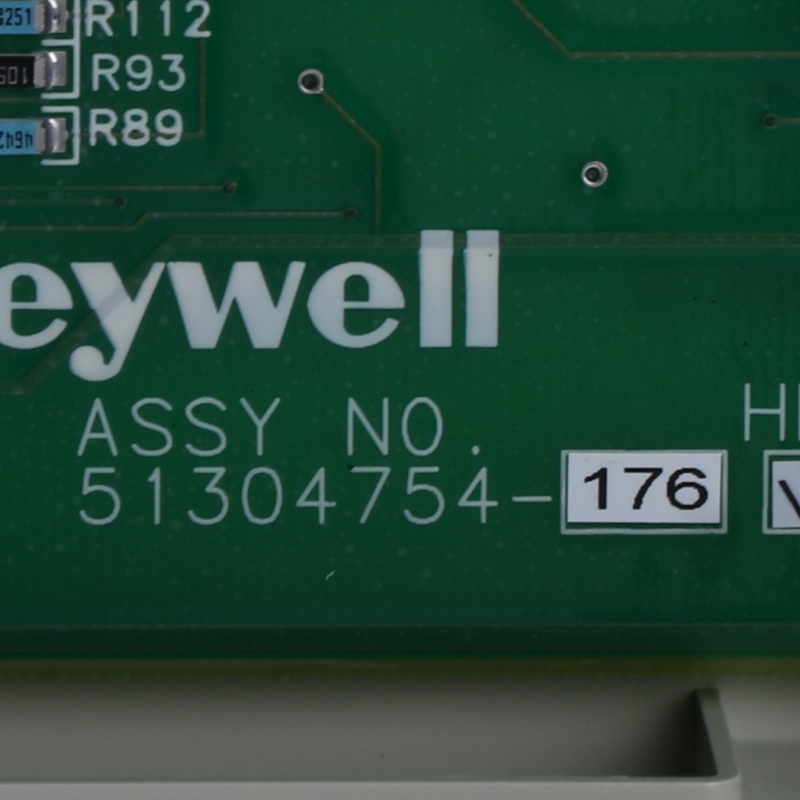 R112
R93
R89
eywell
ASSY NO.
51304754-176